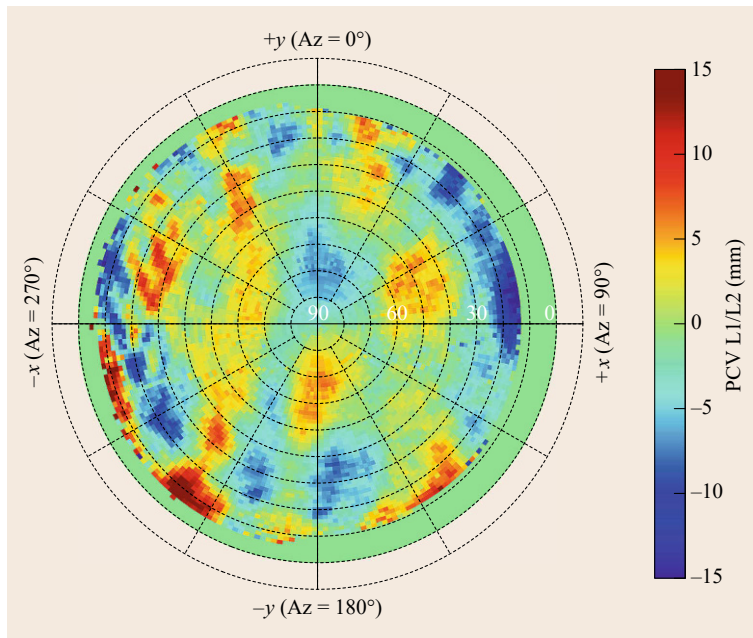 +y (Az = 0°)
15
10
5
0
–5
–10
–15
PCV L1/L2 (mm)
–x (Az = 270°)
90
60
30
0
+x (Az = 90°)
–y (Az = 180°)